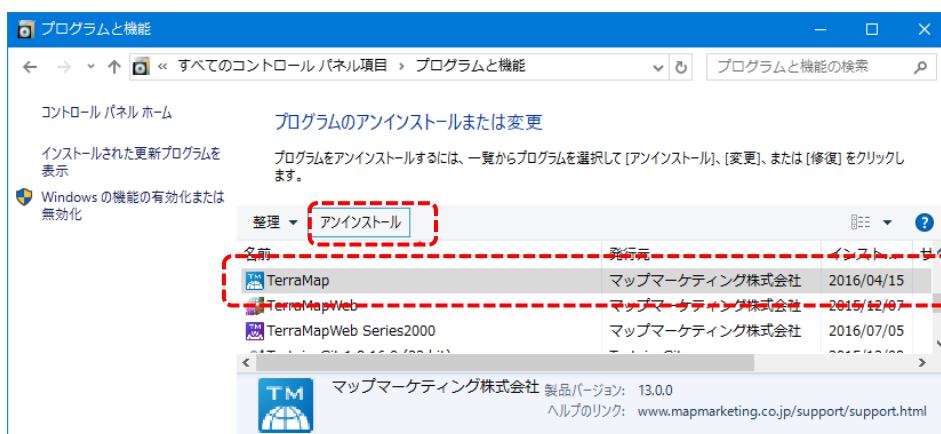 プログラムと機能
« すべてのコントロール パネル項目 › プログラムと機能
プログラムと機能の検索
コントロール パネル ホーム
インストールされた更新プログラムを
表示
Windows の機能の有効化または
無効化
プログラムのアンインストールまたは変更
プログラムをアンインストールするには、一覧からプログラムを選択して [アンインストール]、[変更]、または [修復] をクリックし
ます。
整理 アンインストール
名前 発行元 インスト... サイ
TerraMap マップマーケティング株式会社 2016/04/15
TerraMapWeb マップマーケティング株式会社 2015/12/07
TerraMapWeb Series2000 マップマーケティング株式会社 2016/07/05
TM マップマーケティング株式会社 製品バージョン: 13.0.0
ヘルプのリンク: www.mapmarketing.co.jp/support/support.html